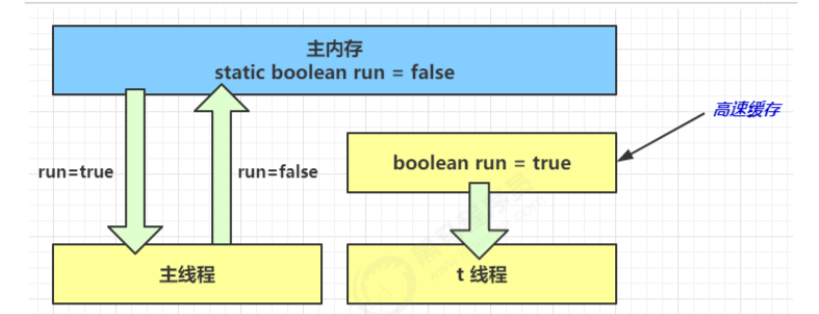 主内存
static boolean run = false
高速缓存
boolean run = true
run=true
run=false
主线程
t 线程